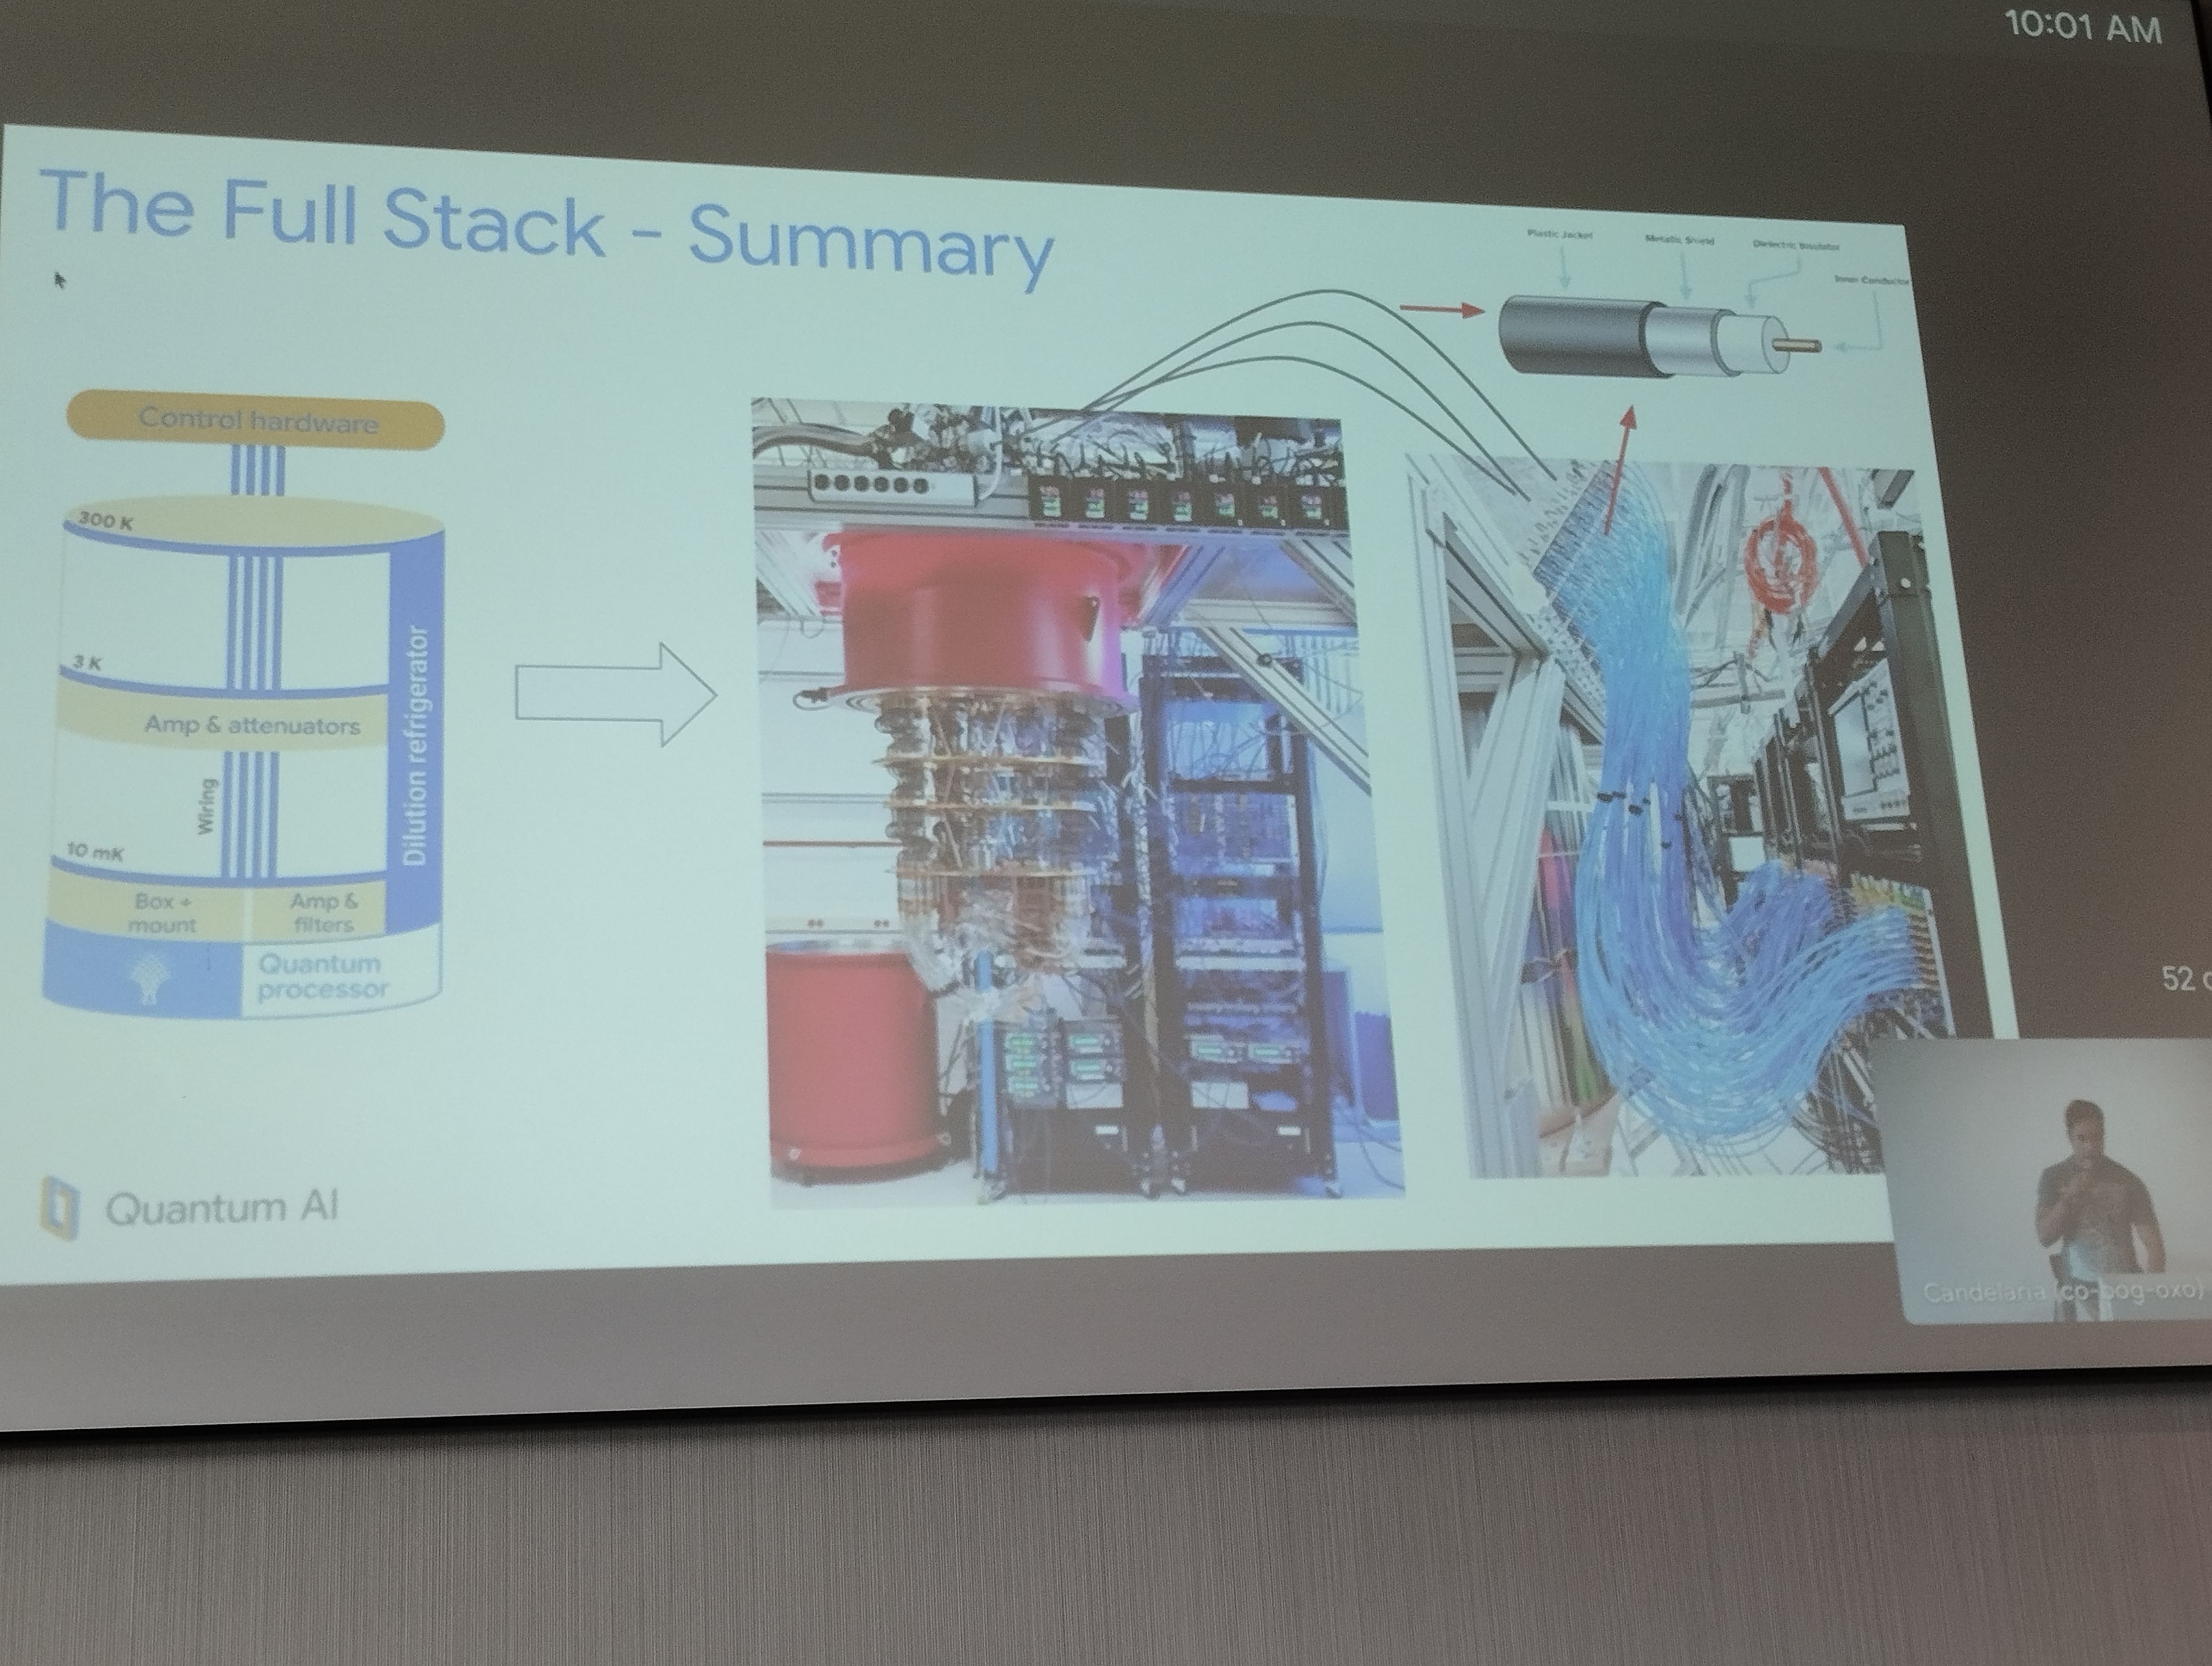 10:01 AM
The Full Stack - Summary
Plastic Jacket
Metallic Shield
Dielectric Insulator
Inner Conductor
Control hardware
300 K
3 K
Amp & attenuators
Wiring
Dilution refrigerator
10 mK
Box +
mount
Amp &
filters
Quantum
processor
Quantum AI
52
Candelaria (co-bog-oxo)